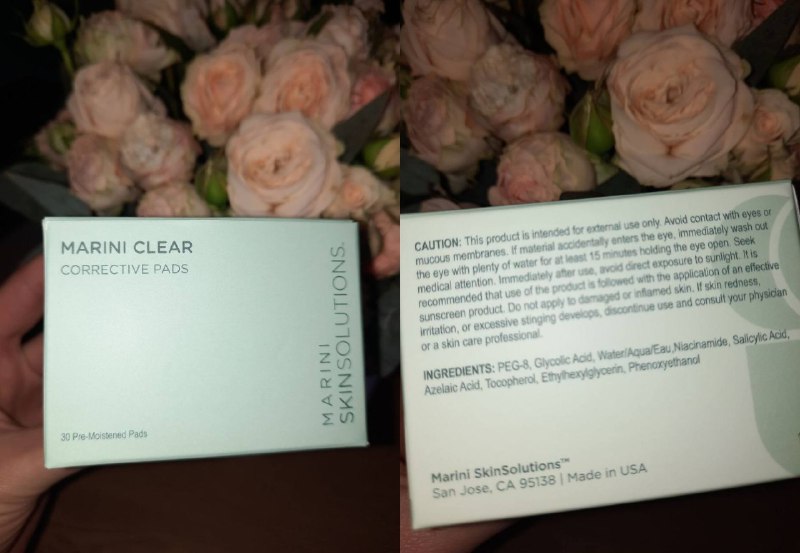 MARINI CLEAR
CORRECTIVE PADS
MARINI
SKINSOLUTIONS.
30 Pre-Moistened Pads
CAUTION: This product is intended for external use only. Avoid contact with eyes or
mucous membranes. If material accidentally enters the eye, immediately wash out
the eye with plenty of water for at least 15 minutes holding the eye open. Seek
medical attention. Immediately after use, avoid direct exposure to sunlight. It is
recommended that use of the product is followed with the application of an effective
sunscreen product. Do not apply to damaged or inflamed skin. If skin redness,
irritation, or excessive stinging develops, discontinue use and consult your physician
or a skin care professional.
INGREDIENTS: PEG-8, Glycolic Acid, Water/Aqua/Eau,Niacinamide, Salicylic Acid,
Azelaic Acid, Tocopherol, Ethylhexylglycerin, Phenoxyethanol
Marini SkinSolutions™
San Jose, CA 95138 | Made in USA